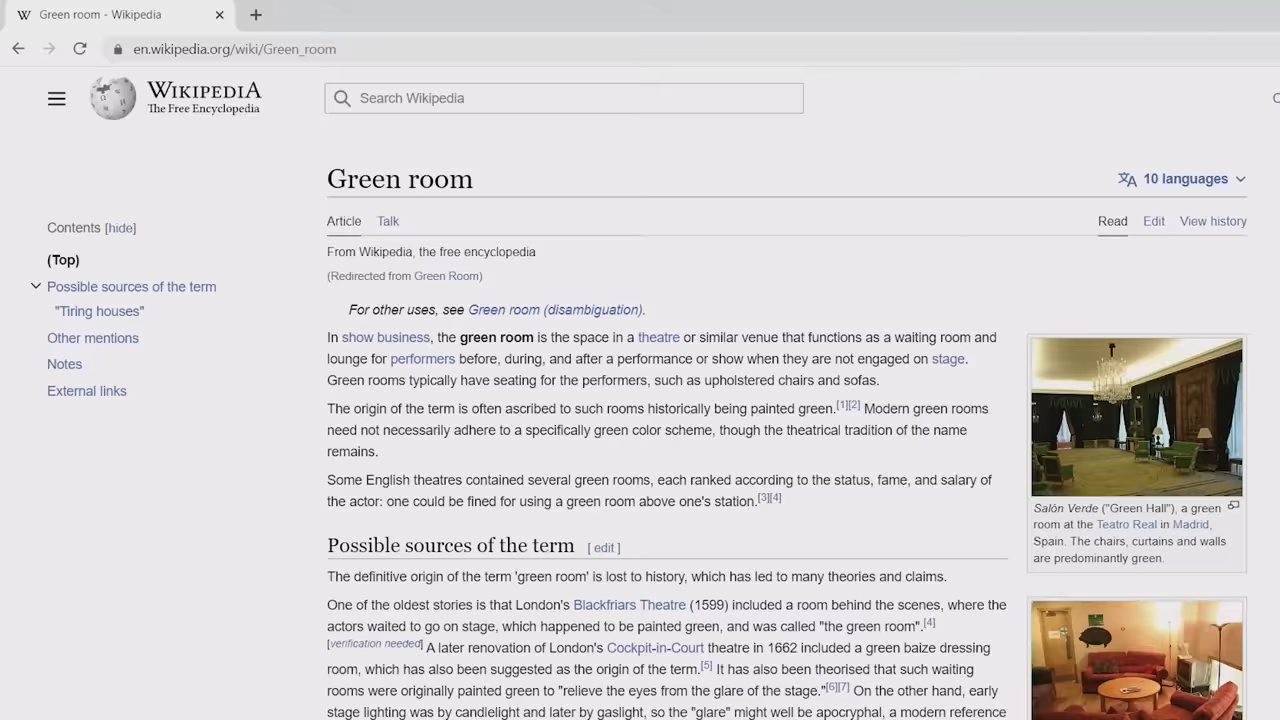 Green room - Wikipedia
en.wikipedia.org/wiki/Green_room
WIKIPEDIA
The Free Encyclopedia
Search Wikipedia
Green room
10 languages
Contents [hide]
(Top)
Possible sources of the term
"Tiring houses"
Other mentions
Notes
External links
Article Talk
Read Edit View history
From Wikipedia, the free encyclopedia
(Redirected from Green Room)
For other uses, see Green room (disambiguation).
In show business, the green room is the space in a theatre or similar venue that functions as a waiting room and
lounge for performers before, during, and after a performance or show when they are not engaged on stage.
Green rooms typically have seating for the performers, such as upholstered chairs and sofas.
The origin of the term is often ascribed to such rooms historically being painted green.[1][2] Modern green rooms
need not necessarily adhere to a specifically green color scheme, though the theatrical tradition of the name
remains.
Some English theatres contained several green rooms, each ranked according to the status, fame, and salary of
the actor: one could be fined for using a green room above one's station.[3][4]
Salón Verde ("Green Hall"), a green
room at the Teatro Real in Madrid,
Spain. The chairs, curtains and walls
are predominantly green.
Possible sources of the term [ edit ]
The definitive origin of the term 'green room' is lost to history, which has led to many theories and claims.
One of the oldest stories is that London's Blackfriars Theatre (1599) included a room behind the scenes, where the
actors waited to go on stage, which happened to be painted green, and was called "the green room".[4]
[verification needed] A later renovation of London's Cockpit-in-Court theatre in 1662 included a green baize dressing
room, which has also been suggested as the origin of the term.[5] It has also been theorised that such waiting
rooms were originally painted green to "relieve the eyes from the glare of the stage."[6][7] On the other hand, early
stage lighting was by candlelight and later by gaslight, so the "glare" might well be apocryphal, a modern reference